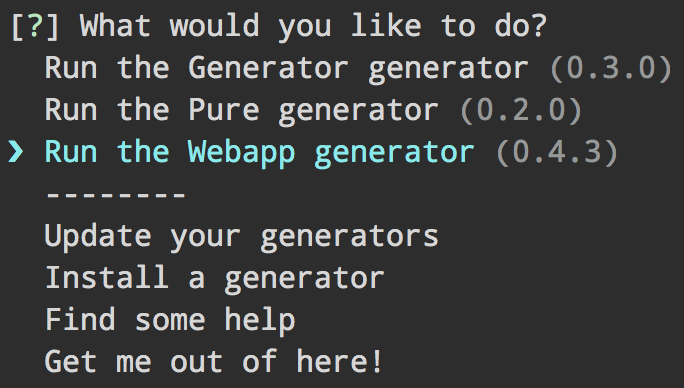 [?] What would you like to do?
Run the Generator generator (0.3.0)
Run the Pure generator (0.2.0)
❯ Run the Webapp generator (0.4.3)
--------
Update your generators
Install a generator
Find some help
Get me out of here!